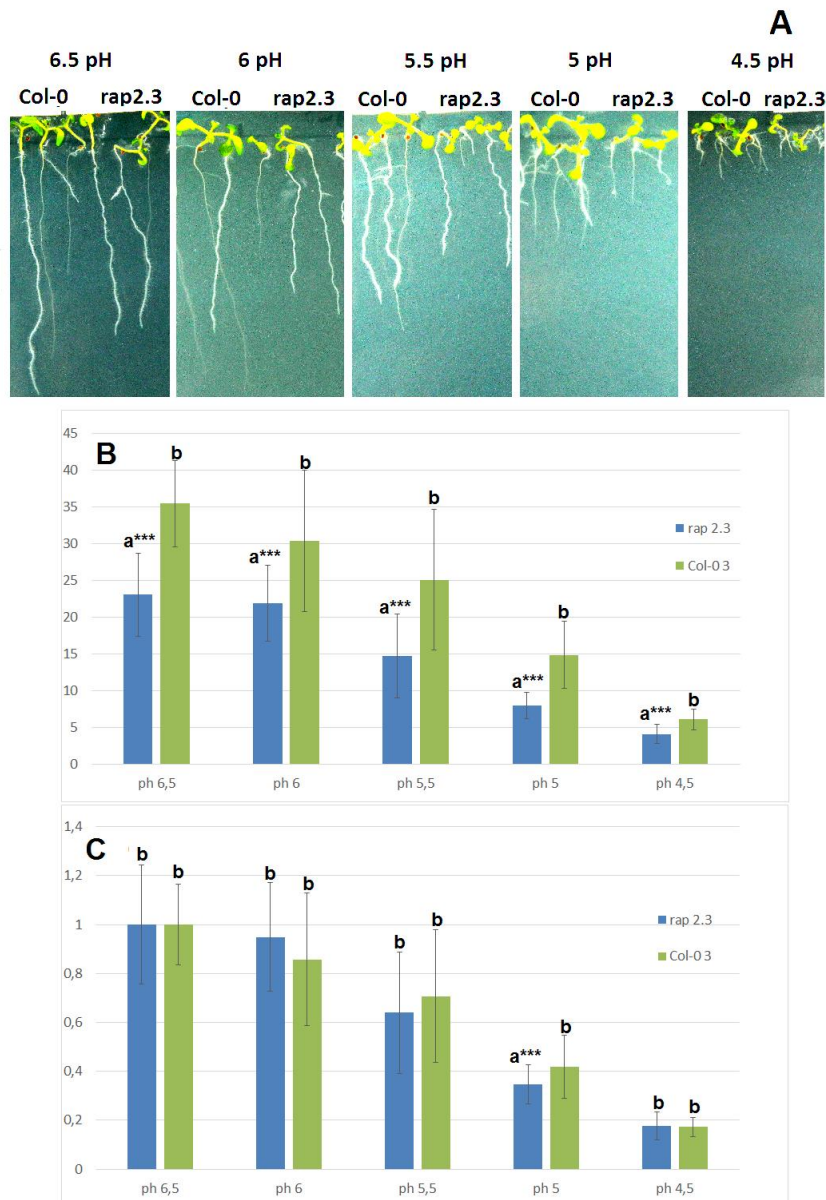 A
6.5 pH 6 pH 5.5 pH 5 pH 4.5 pH
Col-0 rap2.3 Col-0 rap2.3 Col-0 rap2.3 Col-0 rap2.3 Col-0 rap2.3
B
45
40
35
30
25
20
15
10
5
0
a*** b a*** b a*** b a*** b a*** b
rap 2.3
Col-0 3
ph 6,5 ph 6 ph 5,5 ph 5 ph 4,5
C
1,4
1,2
1
0,8
0,6
0,4
0,2
0
b b b b b b a*** b b b
rap 2.3
Col-0 3
ph 6,5 ph 6 ph 5,5 ph 5 ph 4,5